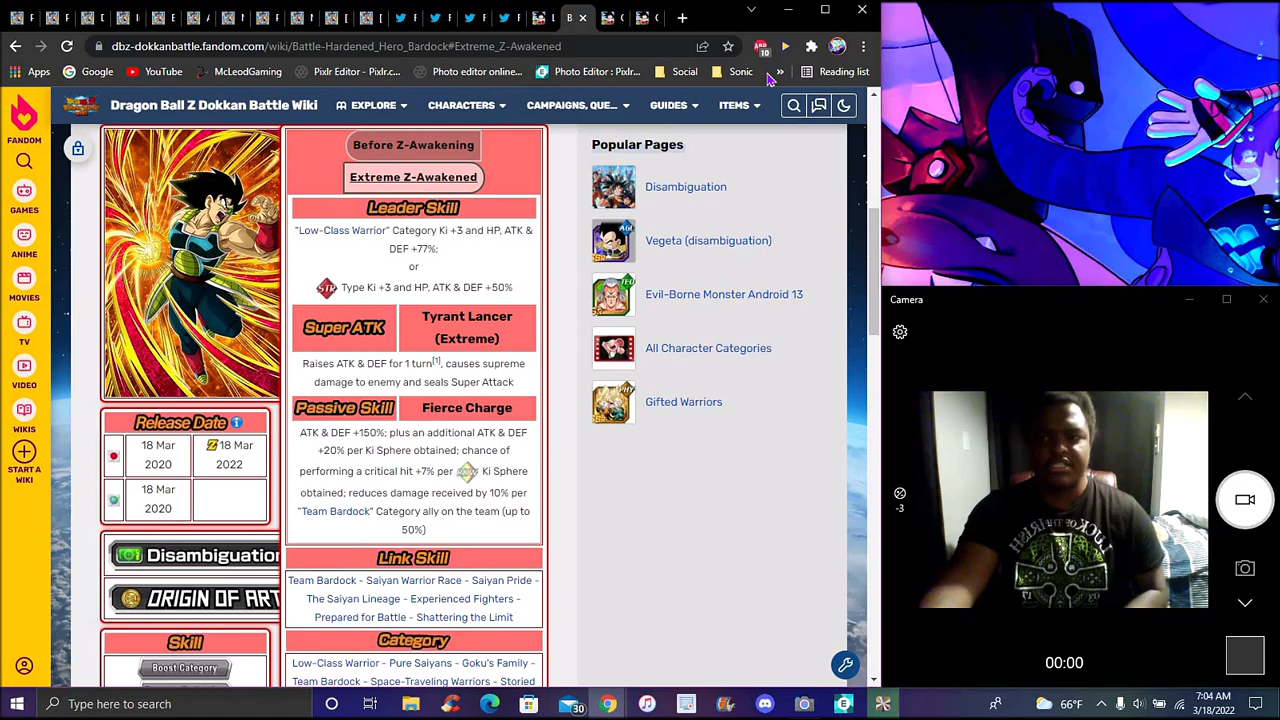 dbz-dokkanbattle.fandom.com/wiki/Battle-Hardened_Hero_Bardock#Extreme_Z-Awakened
10
Apps Google YouTube McLeodGaming Pixlr Editor - Pixlr.c... Photo editor online... Photo Editor : Pixlr... Social Sonic » Reading list
Dragon Ball Z Dokkan Battle Wiki EXPLORE CHARACTERS CAMPAIGNS, QUE... GUIDES ITEMS
FANDOM
GAMES
ANIME
MOVIES
TV
VIDEO
WIKIS
START A
WIKI
Before Z-Awakening
Extreme Z-Awakened
Leader Skill
"Low-Class Warrior" Category Ki +3 and HP, ATK &
DEF +77%;
or
STR Type Ki +3 and HP, ATK & DEF +50%
Super ATK
Tyrant Lancer
(Extreme)
Raises ATK & DEF for 1 turn[1], causes supreme
damage to enemy and seals Super Attack
Passive Skill
Fierce Charge
ATK & DEF +150%; plus an additional ATK & DEF
+20% per Ki Sphere obtained; chance of
performing a critical hit +7% per Ki Sphere
obtained; reduces damage received by 10% per
"Team Bardock" Category ally on the team (up to
50%)
Link Skill
Team Bardock - Saiyan Warrior Race - Saiyan Pride -
The Saiyan Lineage - Experienced Fighters -
Prepared for Battle - Shattering the Limit
Category
Low-Class Warrior - Pure Saiyans - Goku's Family -
Team Bardock - Space-Traveling Warriors - Storied
Release Date
18 Mar
2020
Z 18 Mar
2022
18 Mar
2020
Disambiguation
ORIGIN OF ART
Skill
Boost Category
Popular Pages
Disambiguation
Vegeta (disambiguation)
Evil-Borne Monster Android 13
All Character Categories
Gifted Warriors
Camera
-3
LUCK OF THE IRISH
00:00
Type here to search
30
66°F
7:04 AM
3/18/2022